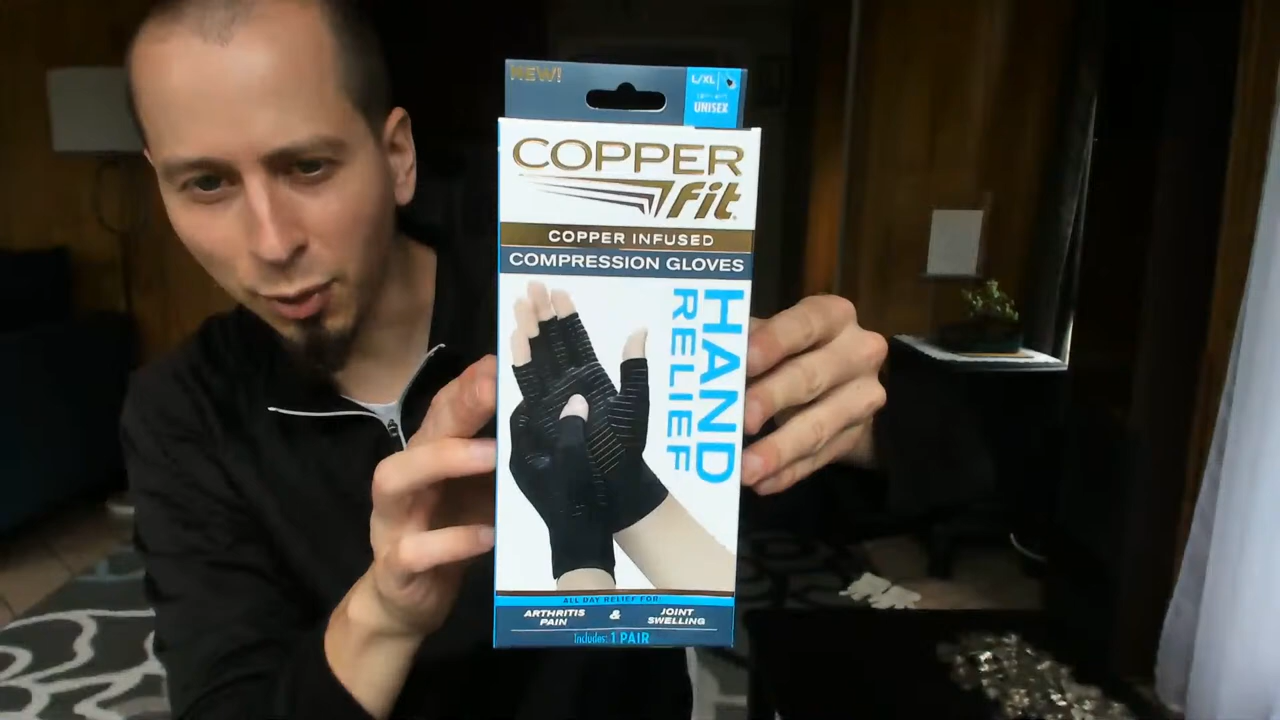 NEW!
L/XL
UNISEX
COPPER
fit
COPPER INFUSED
COMPRESSION GLOVES
HAND
RELIEF
ALL DAY RELIEF FOR:
ARTHRITIS PAIN & JOINT SWELLING
Includes: 1 PAIR